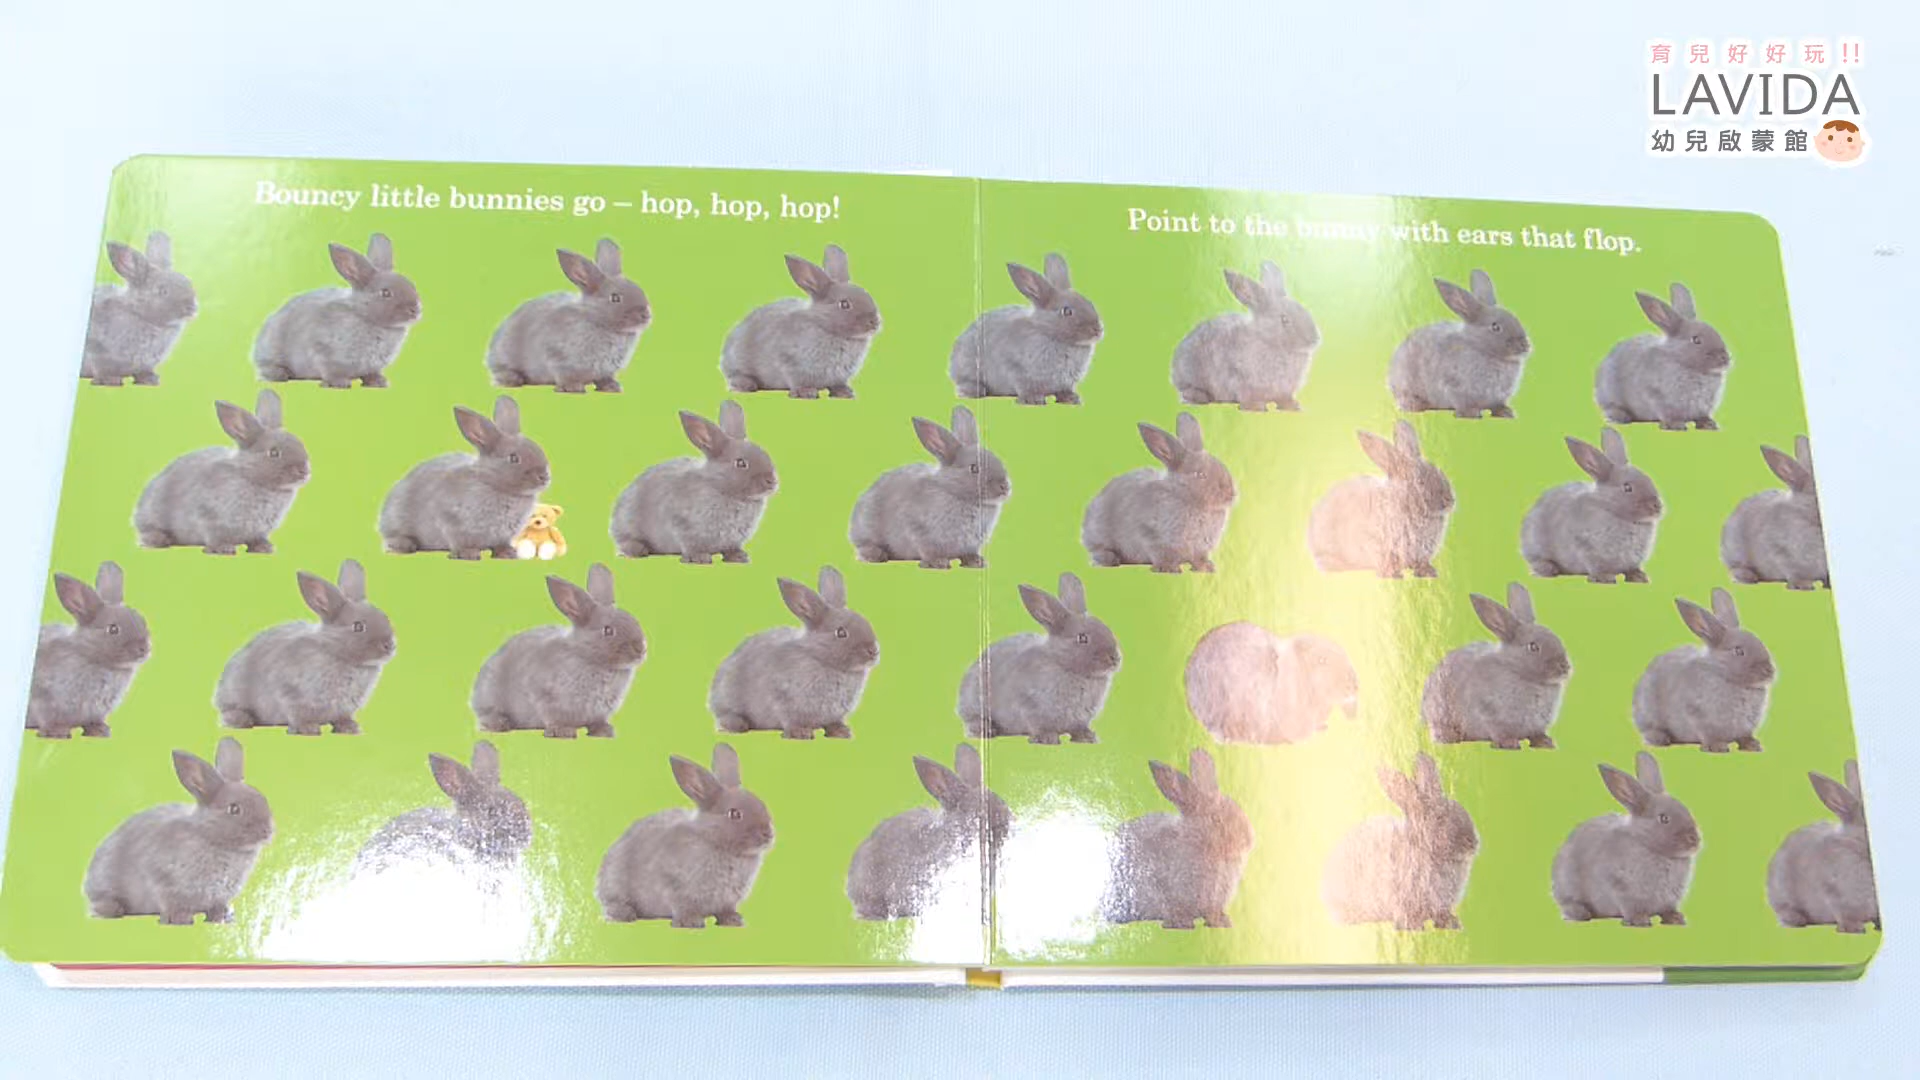 育兒好好玩!!
LAVIDA
幼兒啟蒙館
Bouncy little bunnies go – hop, hop, hop!
Point to the bunny with ears that flop.